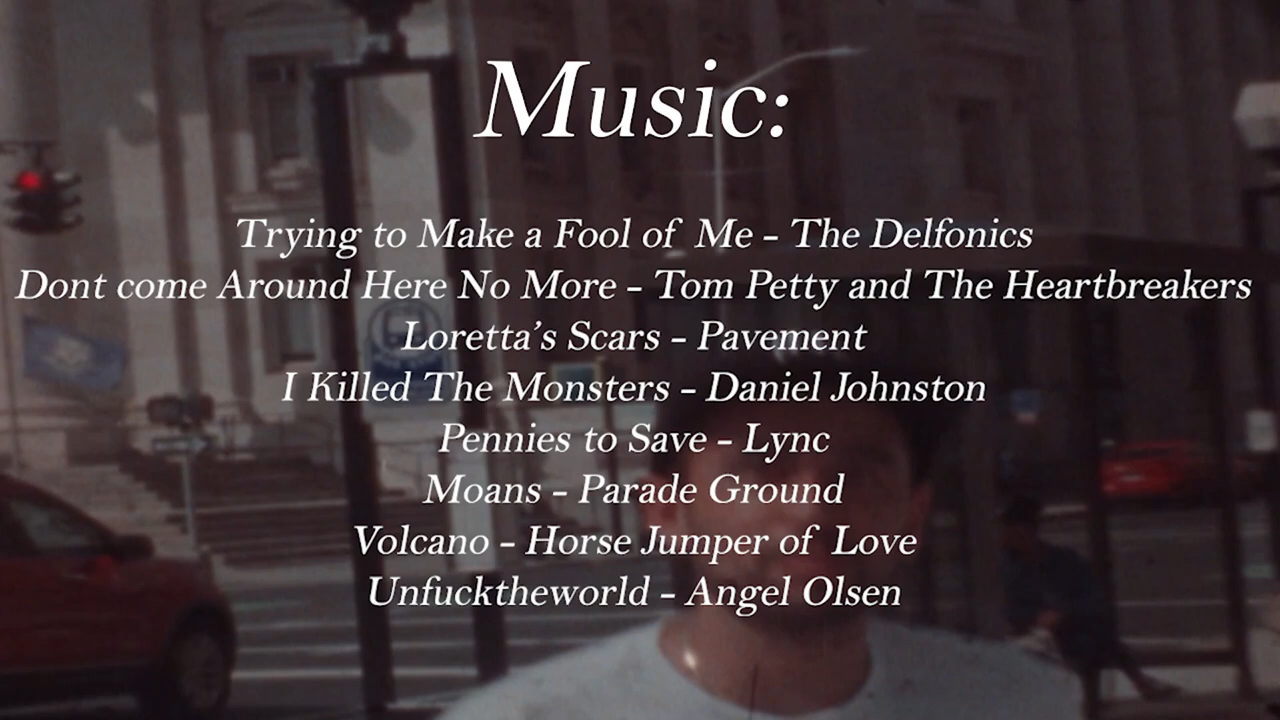 Music:
Trying to Make a Fool of Me - The Delfonics
Dont come Around Here No More - Tom Petty and The Heartbreakers
Loretta's Scars - Pavement
I Killed The Monsters - Daniel Johnston
Pennies to Save - Lync
Moans - Parade Ground
Volcano - Horse Jumper of Love
Unfucktheworld - Angel Olsen